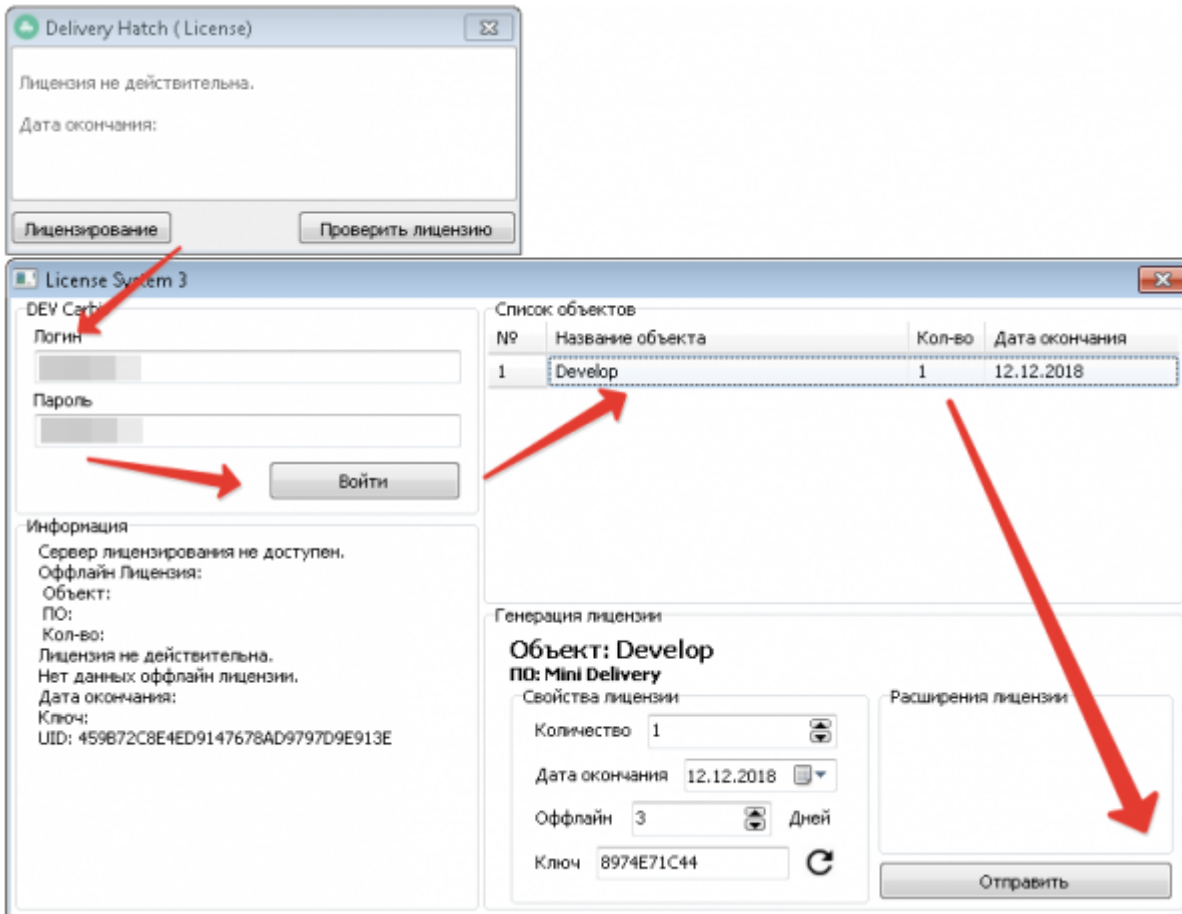 Delivery Hatch ( License)
Лицензия не действительна.
Дата окончания:
Лицензирование
Проверить лицензию
License System 3
DEV
Логин
Пароль
Войти
Информация
Сервер лицензирования не доступен.
Оффлайн Лицензия:
Объект:
ПО:
Кол-во:
Лицензия не действительна.
Нет данных оффлайн лицензии.
Дата окончания:
Ключ:
UID: 459B72C8E4ED9147678AD9797D9E913E
Список объектов
№ Название объекта Кол-во Дата окончания
1 Develop 1 12.12.2018
Генерация лицензии
Объект: Develop
ПО: Mini Delivery
Свойства лицензии
Количество 1
Дата окончания 12.12.2018
Оффлайн 3 Дней
Ключ 8974E71C44
Расширения лицензии
Отправить